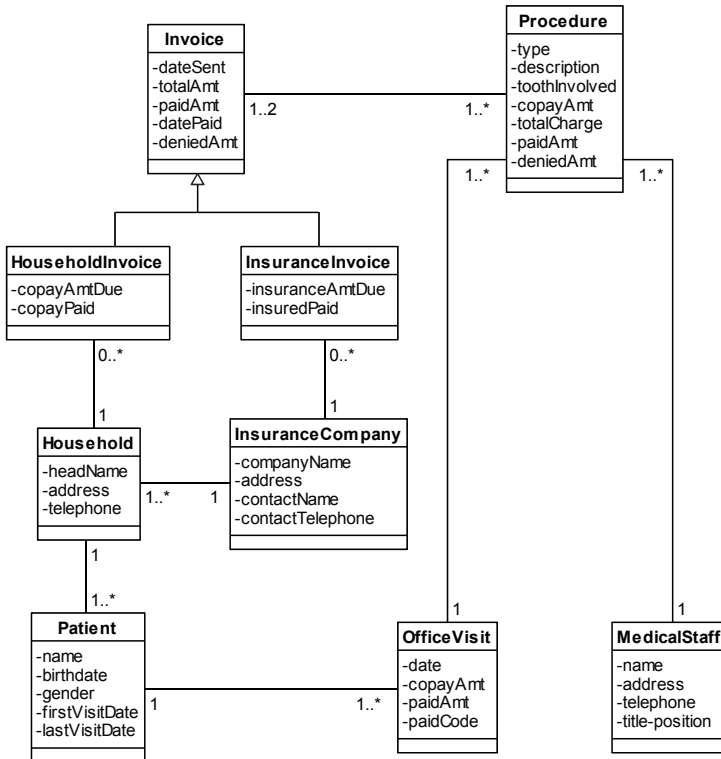 Invoice
-dateSent
-totalAmt
-paidAmt
-datePaid
-deniedAmt
1..2
1..*
Procedure
-type
-description
-toothInvolved
-copayAmt
-totalCharge
-paidAmt
-deniedAmt
1..*
1..*
HouseholdInvoice
-copayAmtDue
-copayPaid
0..*
InsuranceInvoice
-insuranceAmtDue
-insuredPaid
0..*
1
1
Household
-headName
-address
-telephone
1..*
1
InsuranceCompany
-companyName
-address
-contactName
-contactTelephone
1
1..*
Patient
-name
-birthdate
-gender
-firstVisitDate
-lastVisitDate
1
1..*
1
OfficeVisit
-date
-copayAmt
-paidAmt
-paidCode
1
MedicalStaff
-name
-address
-telephone
-title-position